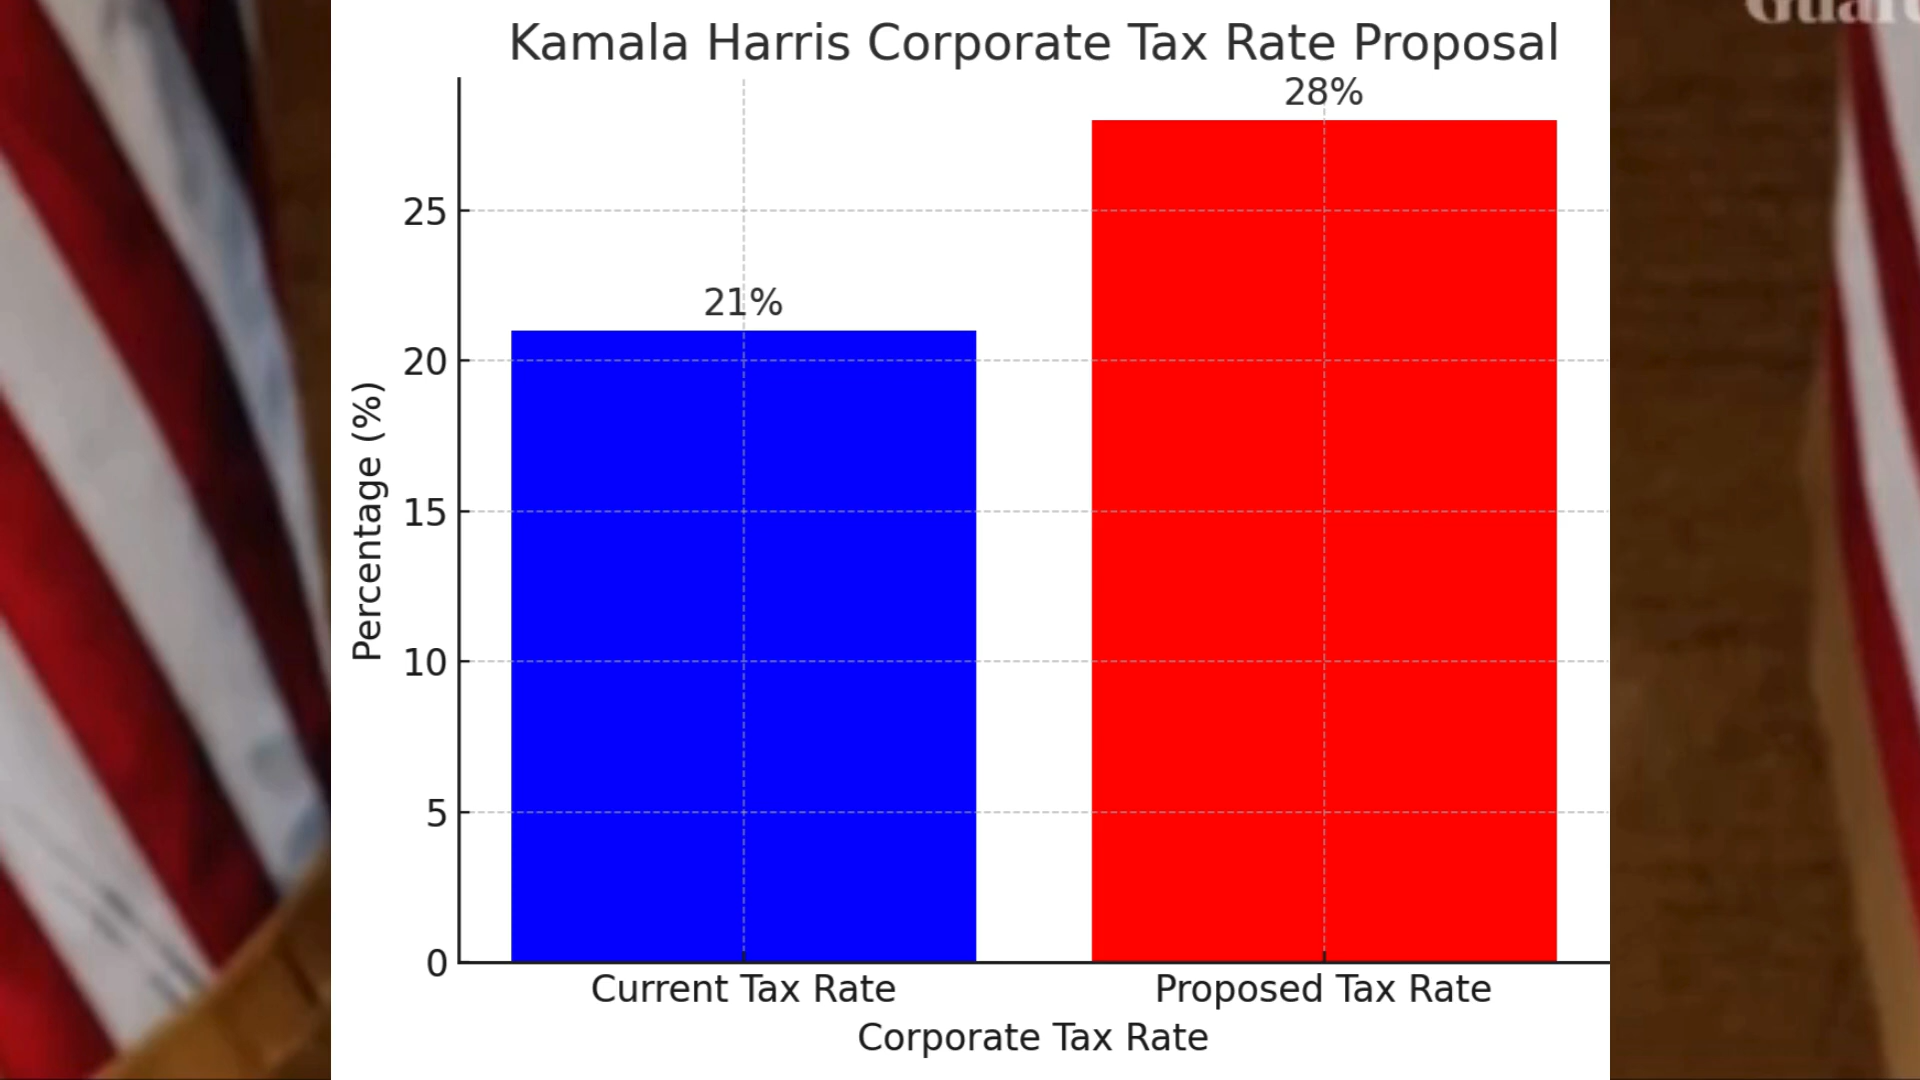 Kamala Harris Corporate Tax Rate Proposal
28%
25
21%
20
15
10
5
0
Percentage (%)
Current Tax Rate
Proposed Tax Rate
Corporate Tax Rate